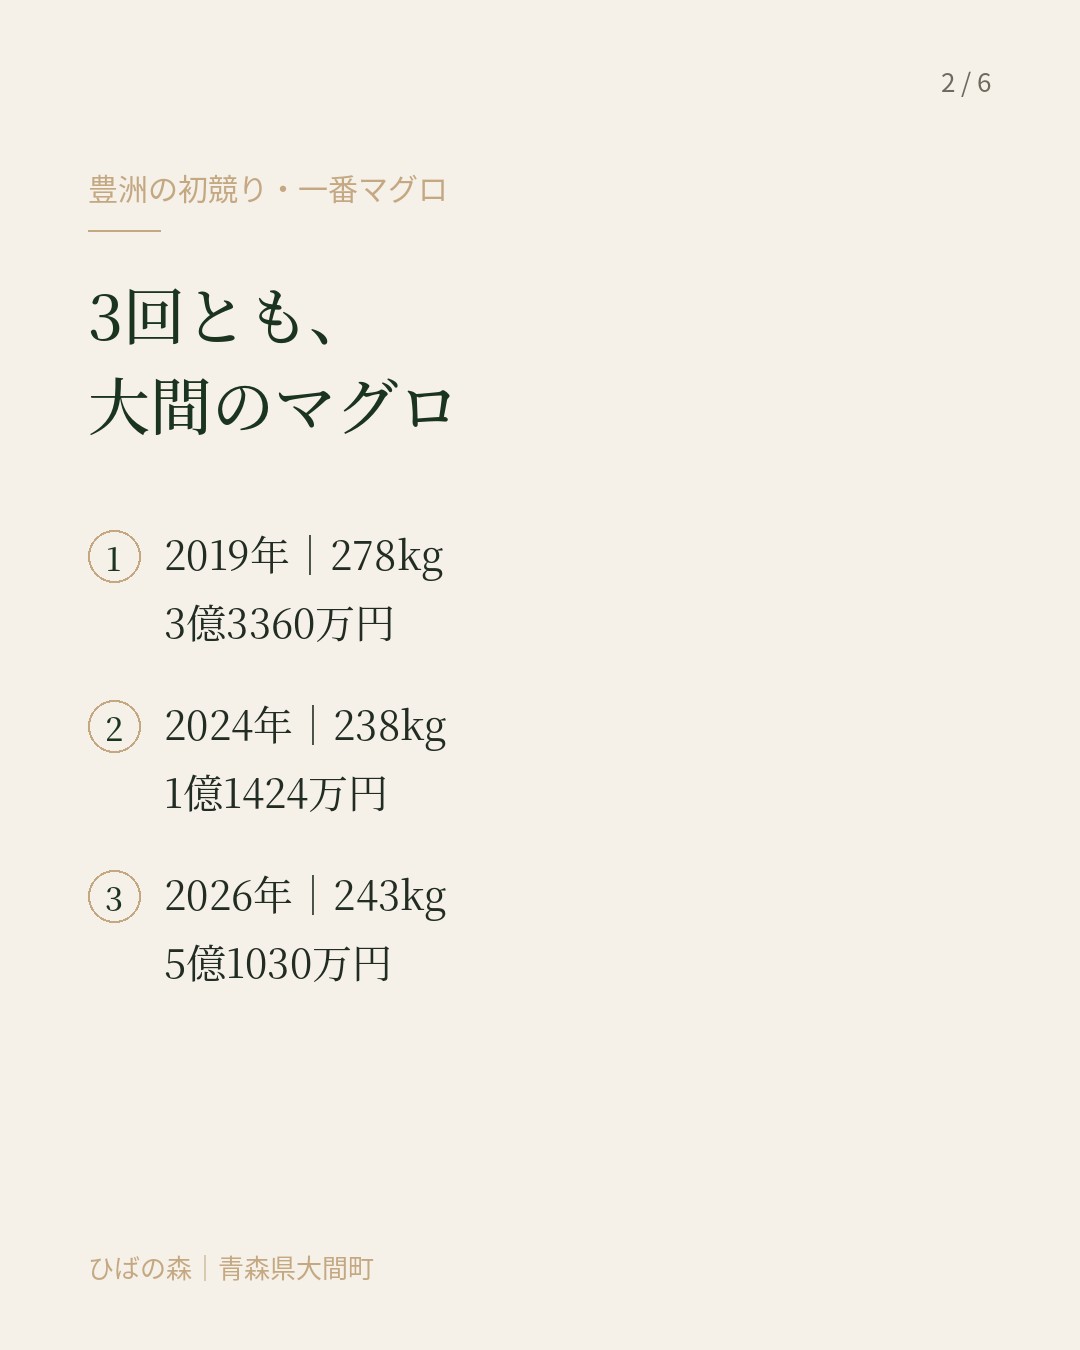 2 / 6
豊洲の初競り・一番マグロ
3回とも、
大間のマグロ
1 2019年｜278kg
3億3360万円
2 2024年｜238kg
1億1424万円
3 2026年｜243kg
5億1030万円
ひばの森｜青森県大間町